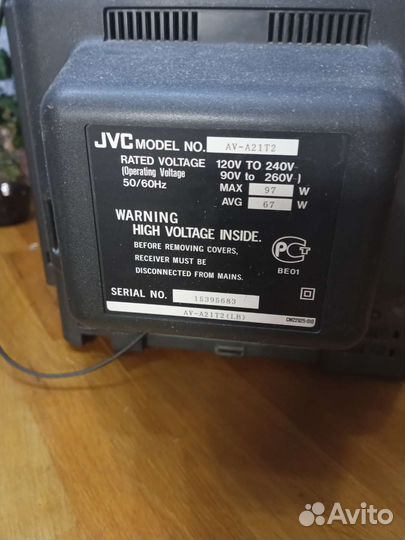 JVC MODEL NO. AV-A21T2
RATED VOLTAGE 120V TO 240V
(Operating Voltage 90V to 260V)
50/60Hz
MAX 97 W
AVG 67 W
WARNING
HIGH VOLTAGE INSIDE.
BEFORE REMOVING COVERS,
RECEIVER MUST BE
DISCONNECTED FROM MAINS.
BE01
SERIAL NO. 15395683
AV-A21T2(LB)
Avito